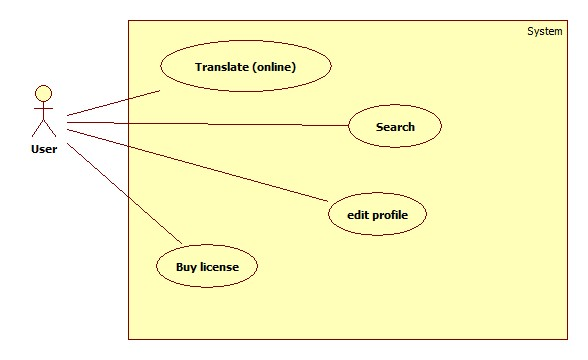 System
Translate (online)
Search
User
edit profile
Buy license